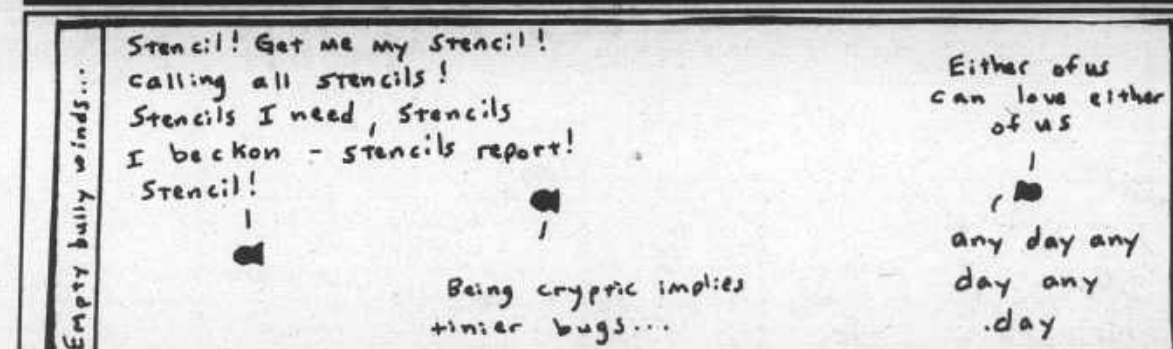 Empty bully winds...
Stencil! Get me my stencil!
calling all stencils!
Stencils I need, stencils
I beckon - stencils report!
Stencil!
Being cryptic implies
tinier bugs...
Either of us
can love either
of us
any day any
day any
.day